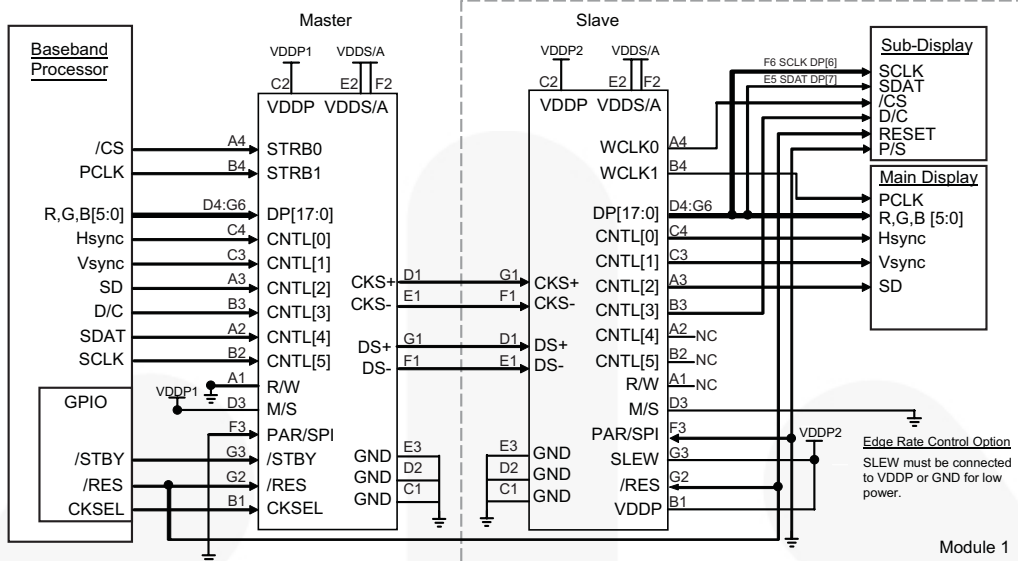 Master
Slave
Baseband
Processor
/CS
PCLK
R,G,B[5:0]
Hsync
Vsync
SD
D/C
SDAT
SCLK
GPIO
/STBY
/RES
CKSEL
VDDP1
VDDS/A
C2
E2
F2
VDDP
VDDS/A
A4
STRB0
B4
STRB1
D4:G6
DP[17:0]
C4
CNTL[0]
C3
CNTL[1]
A3
CNTL[2]
B3
CNTL[3]
A2
CNTL[4]
B2
CNTL[5]
A1
R/W
VDDP1
D3
M/S
F3
PAR/SPI
G3
/STBY
G2
/RES
B1
CKSEL
CKS+
D1
CKS-
E1
DS+
G1
DS-
F1
GND
E3
GND
D2
GND
C1
VDDP2
VDDS/A
C2
E2
F2
VDDP
VDDS/A
G1
CKS+
F1
CKS-
D1
DS+
E1
DS-
E3
GND
D2
GND
C1
GND
WCLK0
A4
WCLK1
B4
DP[17:0]
D4:G6
CNTL[0]
C4
CNTL[1]
C3
CNTL[2]
A3
CNTL[3]
B3
CNTL[4]
A2
NC
CNTL[5]
B2
NC
R/W
A1
NC
M/S
D3
PAR/SPI
F3
SLEW
G3
/RES
G2
VDDP
B1
VDDP2
F6 SCLK DP[6]
E5 SDAT DP[7]
Sub-Display
SCLK
SDAT
/CS
D/C
RESET
P/S
Main Display
PCLK
R,G,B [5:0]
Hsync
Vsync
SD
Edge Rate Control Option
SLEW must be connected
to VDDP or GND for low
power.
Module 1